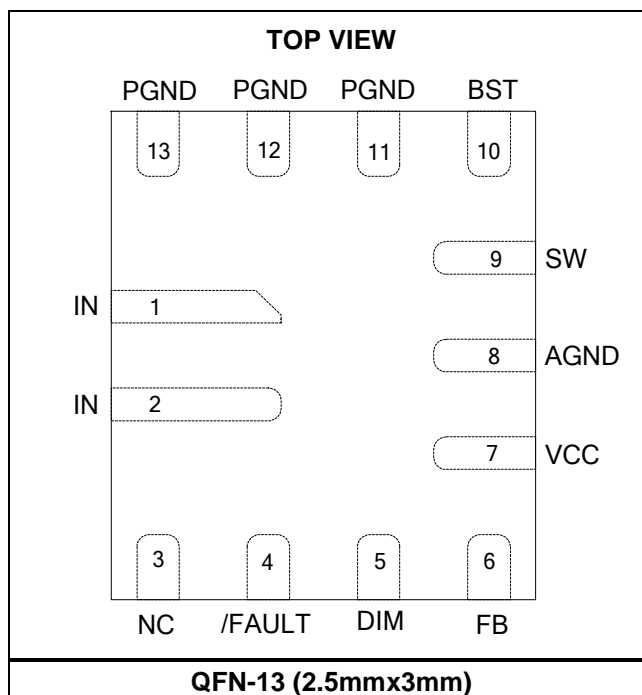 TOP VIEW
PGND PGND PGND BST
13 12 11 10
9 SW
IN 1
8 AGND
IN 2
7 VCC
3 4 5 6
NC /FAULT DIM FB
QFN-13 (2.5mmx3mm)